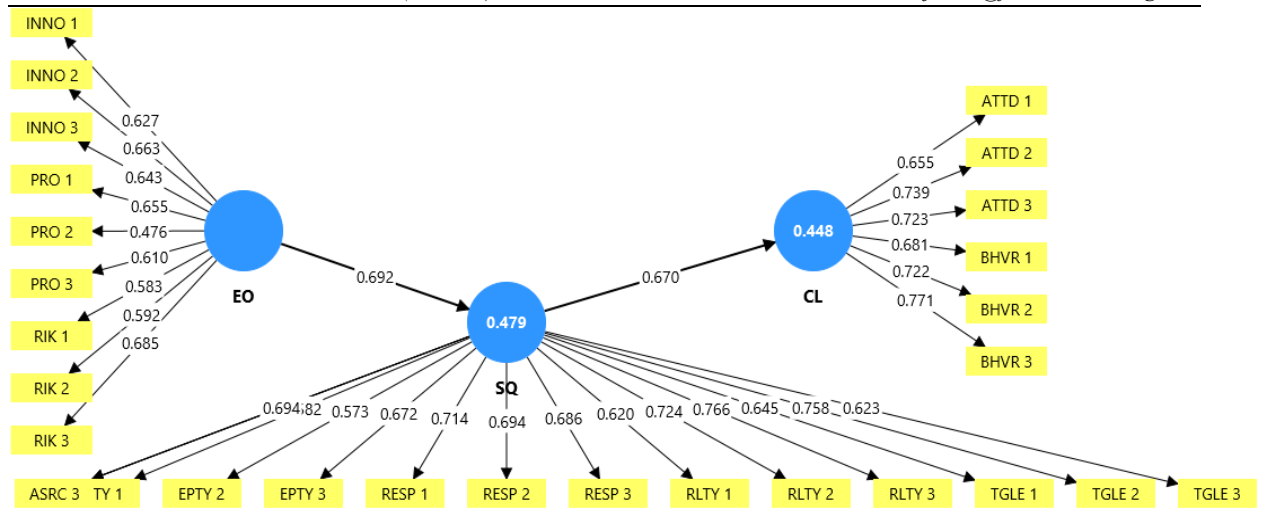 INNO 1
INNO 2
INNO 3
PRO 1
PRO 2
PRO 3
RIK 1
RIK 2
RIK 3
0.627
0.663
0.643
0.655
0.476
0.610
0.583
0.592
0.685
EO
0.692
0.479
SQ
0.670
0.448
CL
0.655
0.739
0.723
0.681
0.722
0.771
ATTD 1
ATTD 2
ATTD 3
BHVR 1
BHVR 2
BHVR 3
0.694 82 0.573 0.672 0.714 0.694 0.686 0.620 0.724 0.766 0.645 0.758 0.623
ASRC 3 TY 1 EPTY 2 EPTY 3 RESP 1 RESP 2 RESP 3 RLTY 1 RLTY 2 RLTY 3 TGLE 1 TGLE 2 TGLE 3